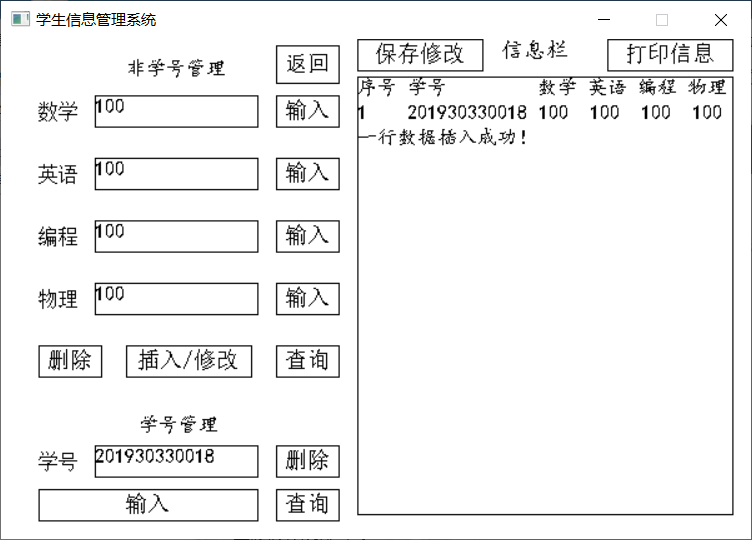 学生信息管理系统
非学号管理
返回
数学 100 输入
英语 100 输入
编程 100 输入
物理 100 输入
删除 插入/修改 查询
学号管理
学号 201930330018 删除
输入 查询
保存修改 信息栏 打印信息
序号 学号 数学 英语 编程 物理
1 201930330018 100 100 100 100
一行数据插入成功!